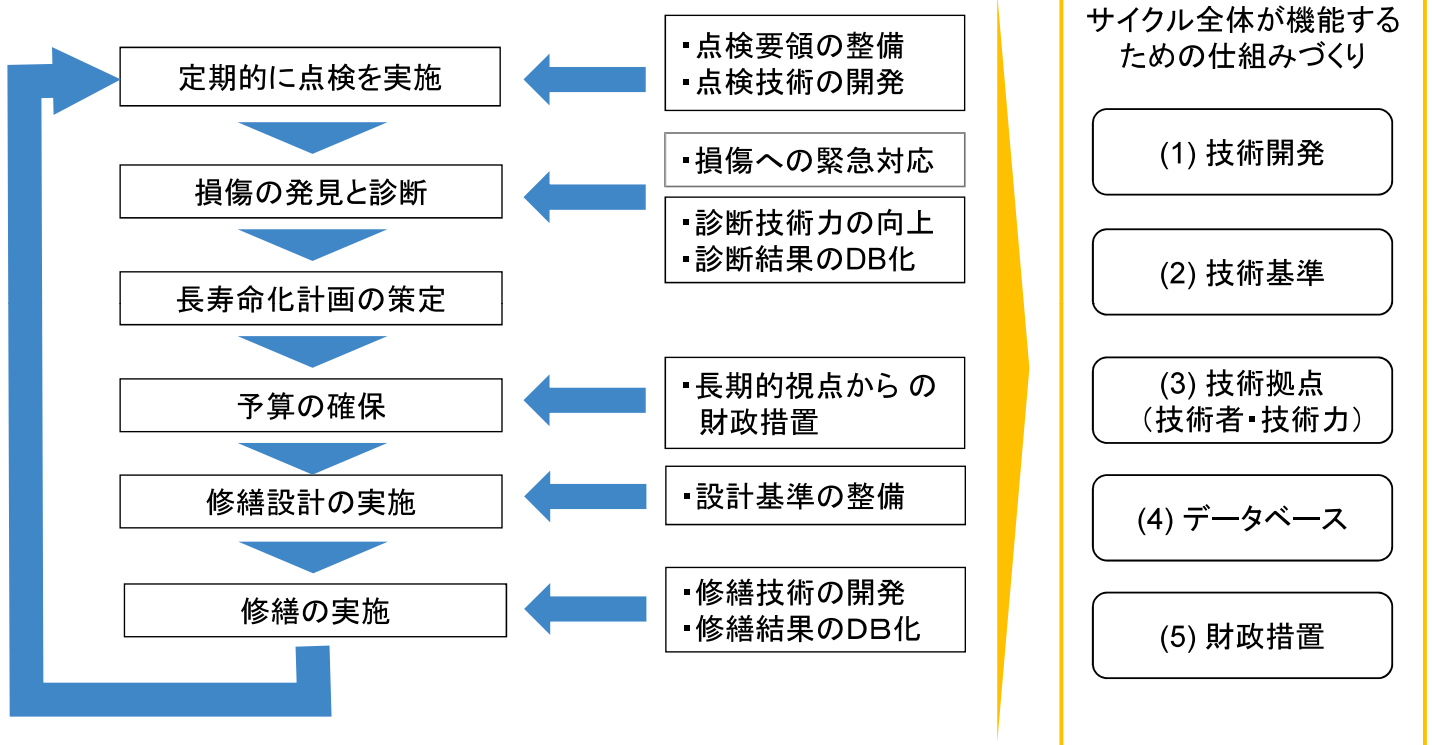 定期的に点検を実施
損傷の発見と診断
長寿命化計画の策定
予算の確保
修繕設計の実施
修繕の実施
・点検要領の整備
・点検技術の開発
・損傷への緊急対応
・診断技術力の向上
・診断結果のDB化
・長期的視点から の
財政措置
・設計基準の整備
・修繕技術の開発
・修繕結果のDB化
サイクル全体が機能する
ための仕組みづくり
(1) 技術開発
(2) 技術基準
(3) 技術拠点
（技術者・技術力）
(4) データベース
(5) 財政措置